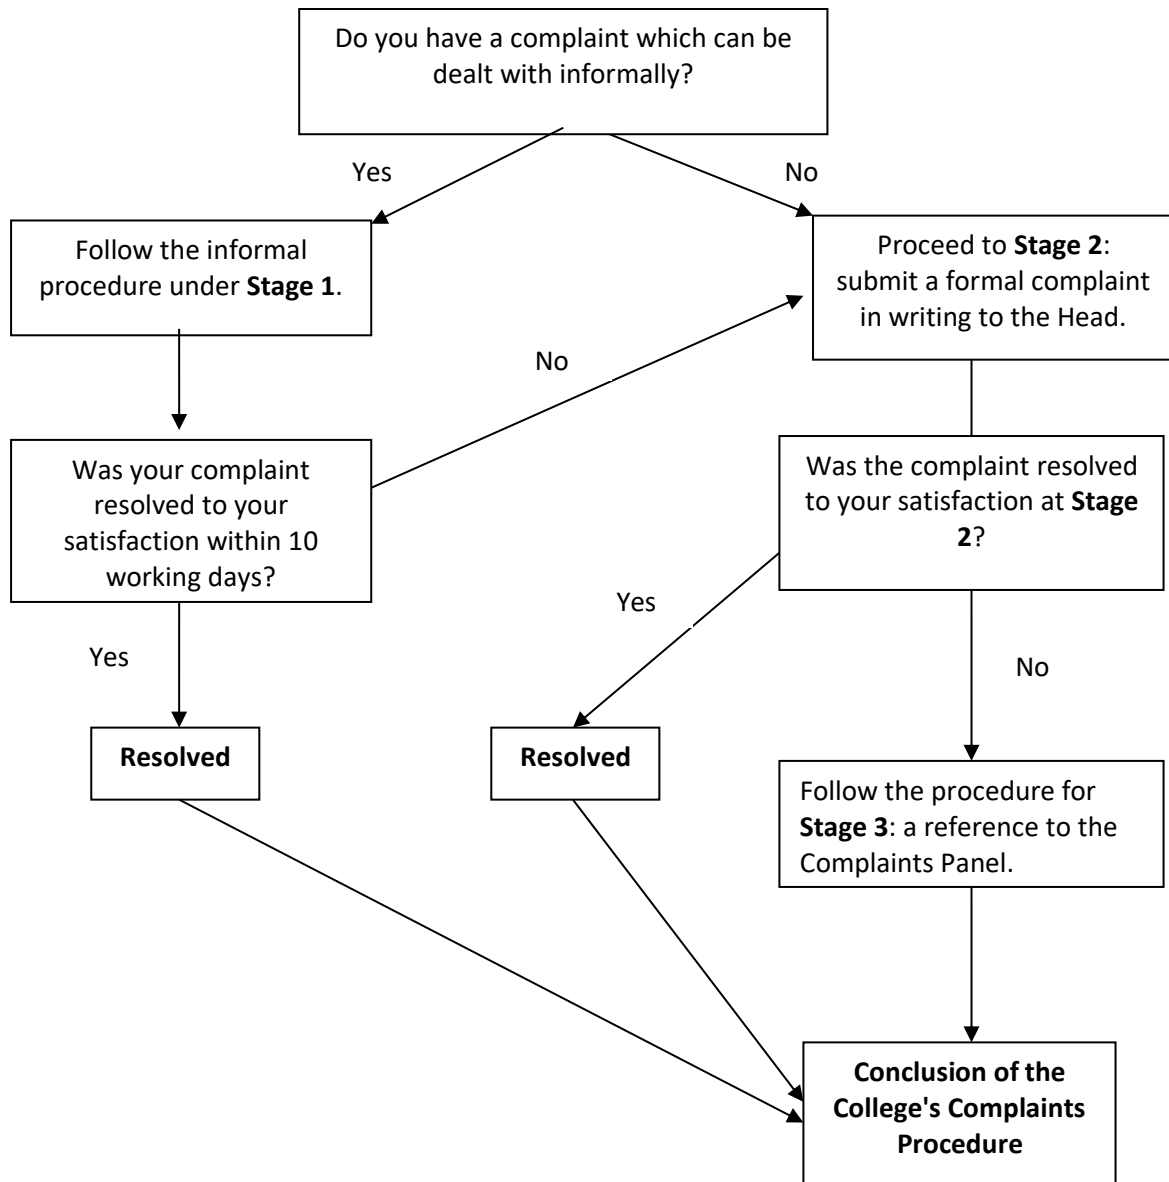 Do you have a complaint which can be
dealt with informally?
Yes
No
Follow the informal
procedure under Stage 1.
Proceed to Stage 2:
submit a formal complaint
in writing to the Head.
No
Was your complaint
resolved to your
satisfaction within 10
working days?
Was the complaint resolved
to your satisfaction at Stage
2?
Yes
Yes
No
Resolved
Resolved
Follow the procedure for
Stage 3: a reference to the
Complaints Panel.
Conclusion of the
College's Complaints
Procedure